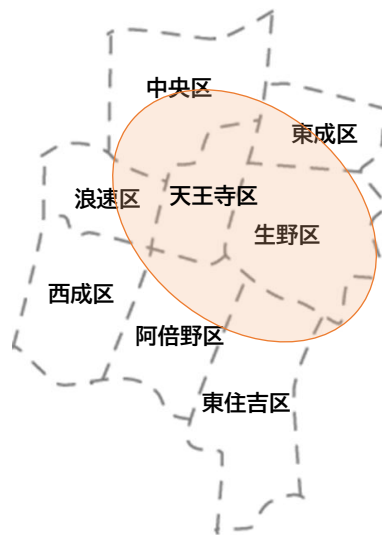 中央区
東成区
浪速区
天王寺区
生野区
西成区
阿倍野区
東住吉区